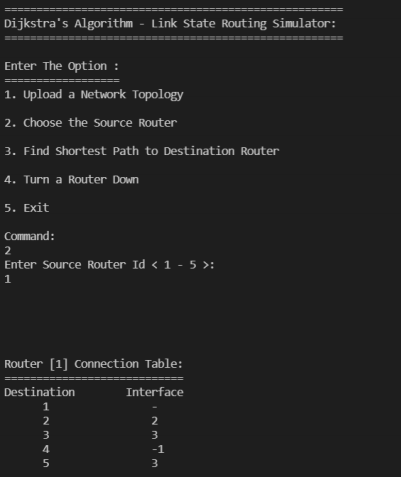 =====================================================
Dijkstra's Algorithm - Link State Routing Simulator:
=====================================================
Enter The Option :
==================
1. Upload a Network Topology
2. Choose the Source Router
3. Find Shortest Path to Destination Router
4. Turn a Router Down
5. Exit
Command:
2
Enter Source Router Id < 1 - 5 >:
1
Router [1] Connection Table:
============================
Destination Interface
1 -
2 2
3 3
4 -1
5 3